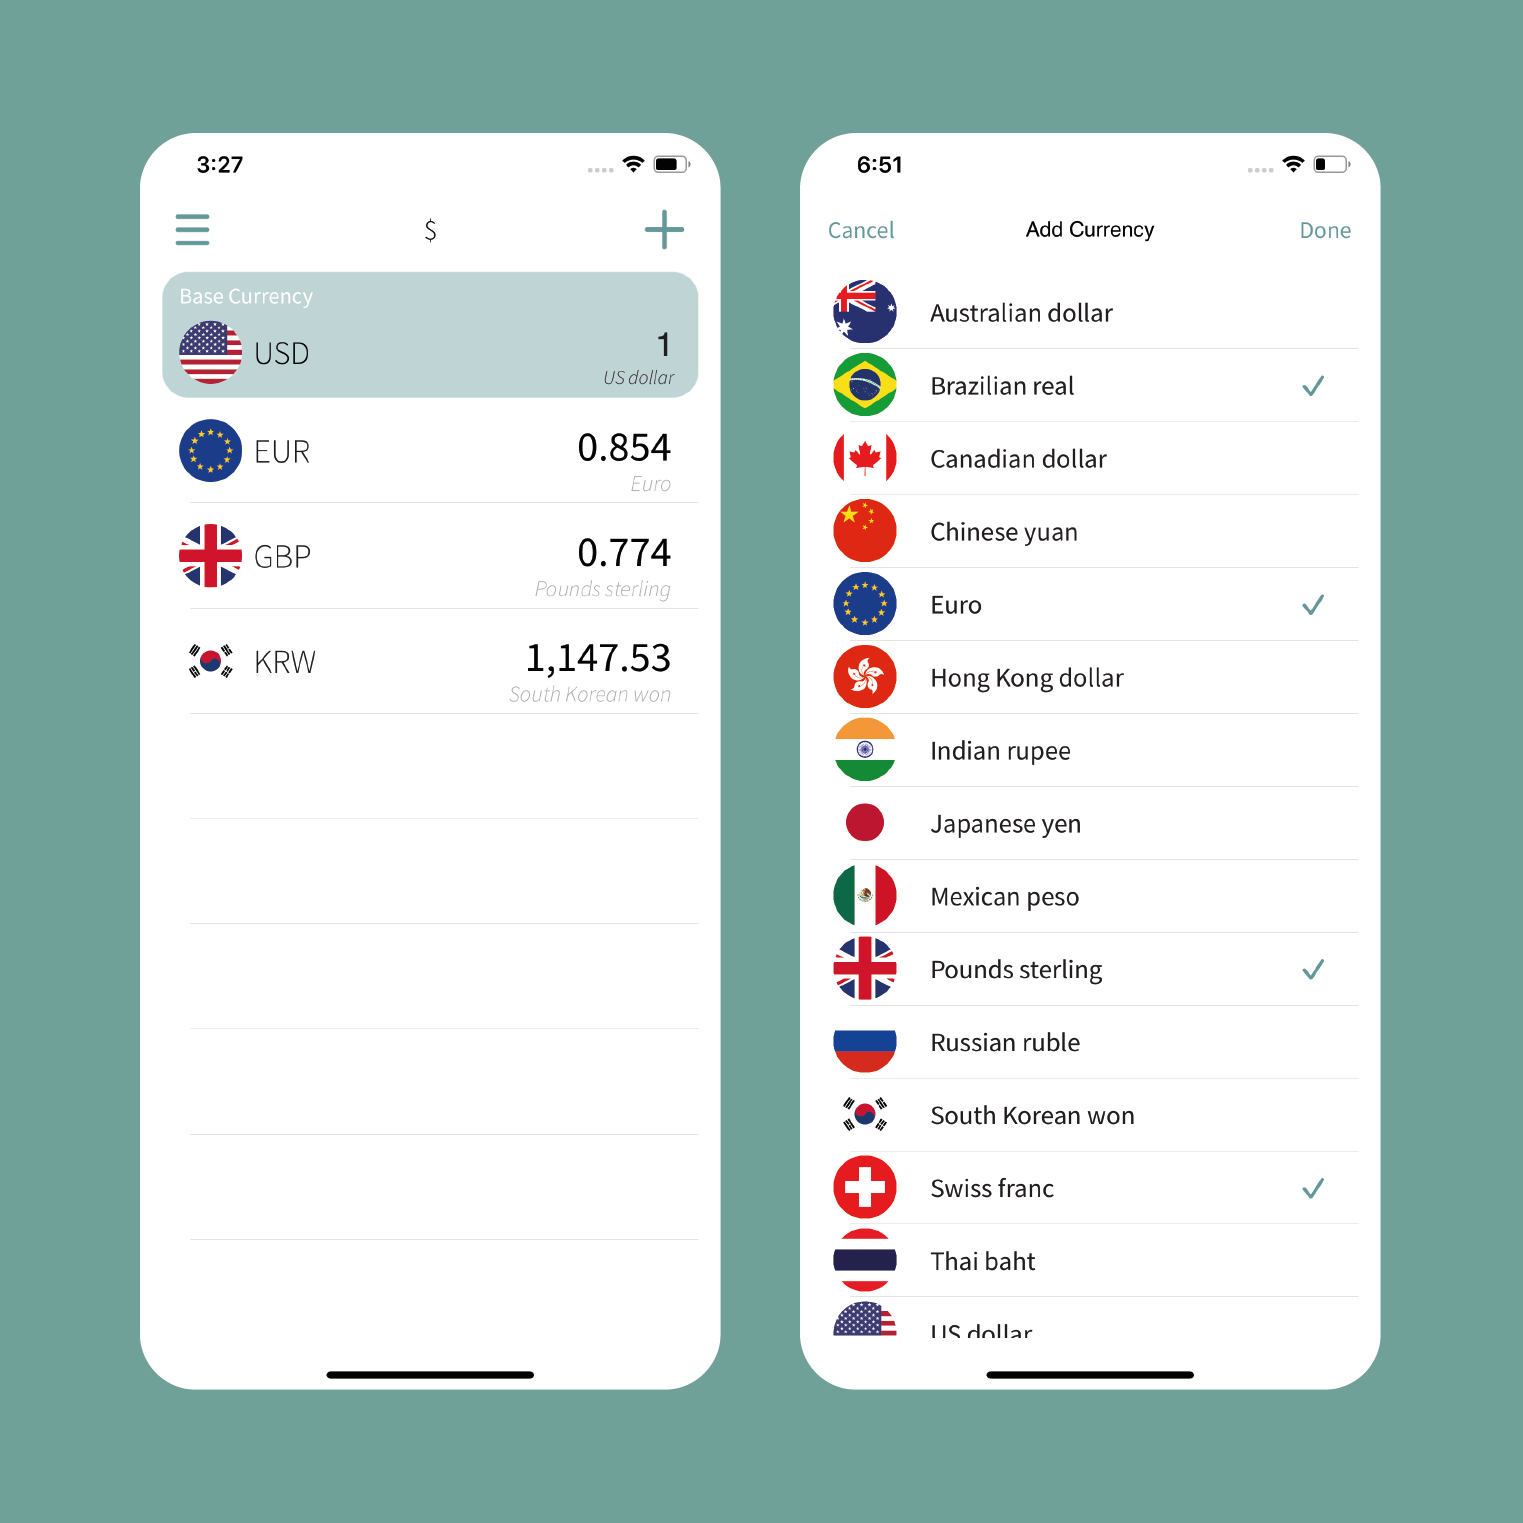 3:27
$
Base Currency
USD
1
US dollar
EUR
0.854
Euro
GBP
0.774
Pounds sterling
KRW
1,147.53
South Korean won
6:51
Cancel
Add Currency
Done
Australian dollar
Brazilian real
Canadian dollar
Chinese yuan
Euro
Hong Kong dollar
Indian rupee
Japanese yen
Mexican peso
Pounds sterling
Russian ruble
South Korean won
Swiss franc
Thai baht
US dollar